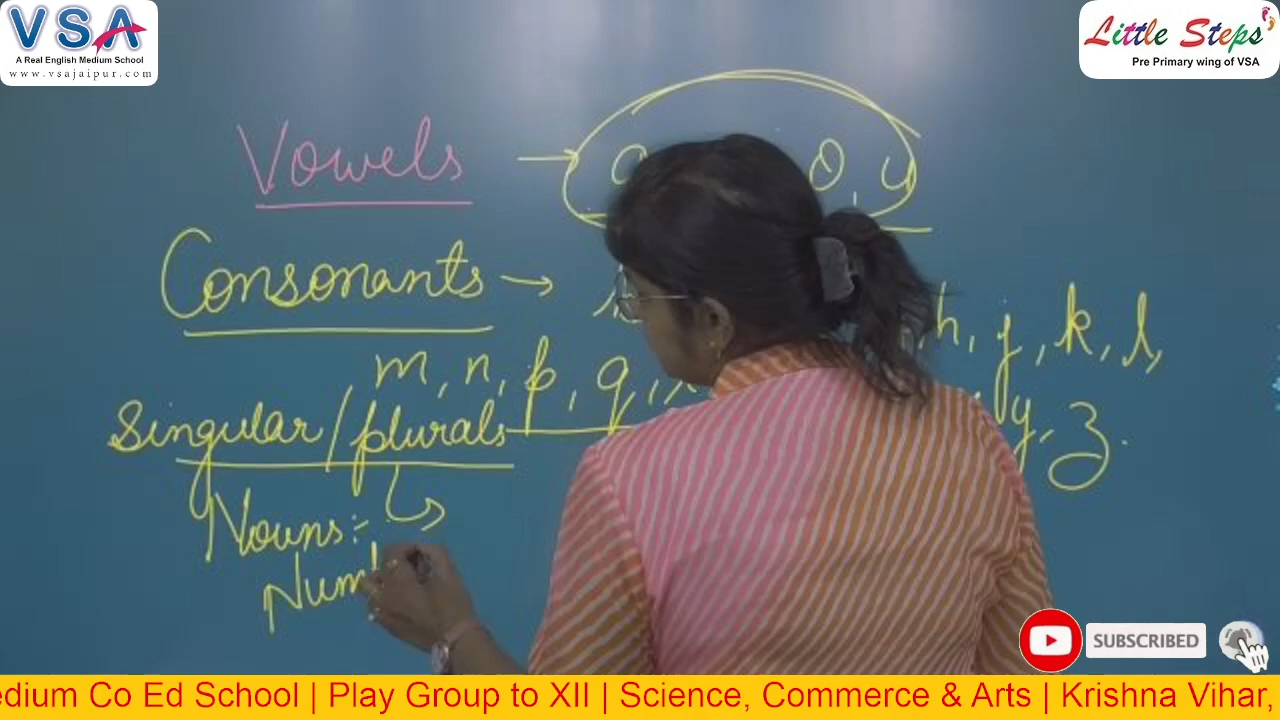 VSA
A Real English Medium School
www.vsajaipur.com
Little Steps
Pre Primary wing of VSA
Vowels → o, u
Consonants → h, j, k, l,
m, n, p, q, y, z.
Singular/plurals
Nouns :-
Num
SUBSCRIBED
edium Co Ed School | Play Group to XII | Science, Commerce & Arts | Krishna Vihar,